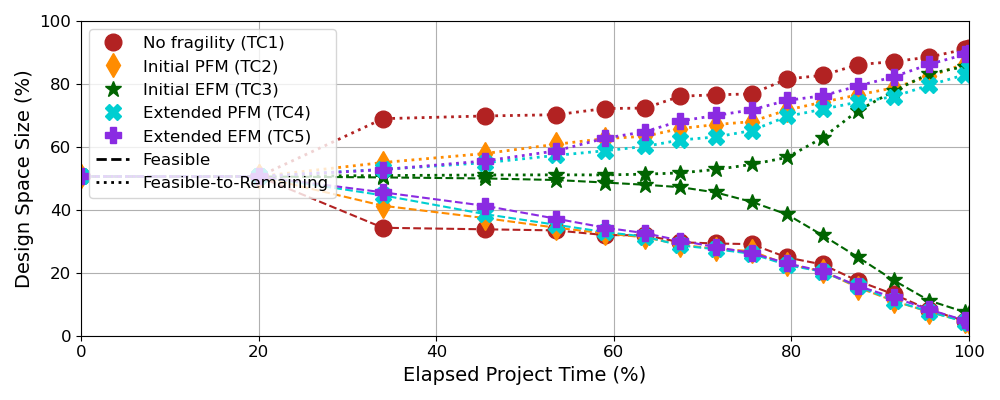 100
80
60
40
20
0
Design Space Size (%)
No fragility (TC1)
Initial PFM (TC2)
Initial EFM (TC3)
Extended PFM (TC4)
Extended EFM (TC5)
Feasible
Feasible-to-Remaining
0 20 40 60 80 100
Elapsed Project Time (%)